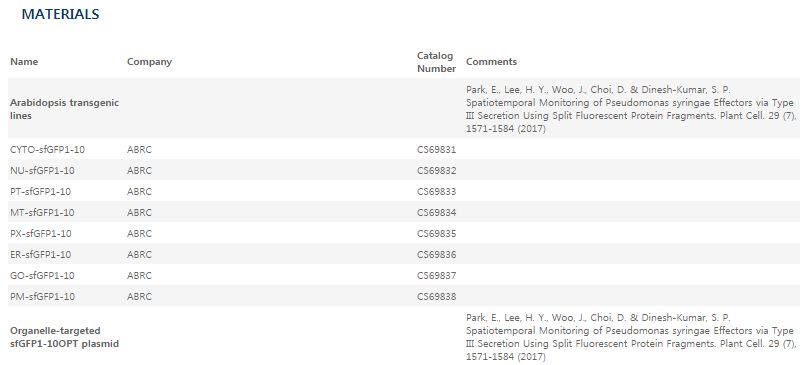 MATERIALS
Name Company Catalog Number Comments
Arabidopsis transgenic lines
Park, E., Lee, H. Y., Woo, J., Choi, D. & Dinesh-Kumar, S. P.
Spatiotemporal Monitoring of Pseudomonas syringae Effectors via Type
III Secretion Using Split Fluorescent Protein Fragments. Plant Cell. 29 (7),
1571-1584 (2017)
CYTO-sfGFP1-10 ABRC CS69831
NU-sfGFP1-10 ABRC CS69832
PT-sfGFP1-10 ABRC CS69833
MT-sfGFP1-10 ABRC CS69834
PX-sfGFP1-10 ABRC CS69835
ER-sfGFP1-10 ABRC CS69836
GO-sfGFP1-10 ABRC CS69837
PM-sfGFP1-10 ABRC CS69838
Organelle-targeted
sfGFP1-10OPT plasmid
Park, E., Lee, H. Y., Woo, J., Choi, D. & Dinesh-Kumar, S. P.
Spatiotemporal Monitoring of Pseudomonas syringae Effectors via Type
III Secretion Using Split Fluorescent Protein Fragments. Plant Cell. 29 (7),
1571-1584 (2017)